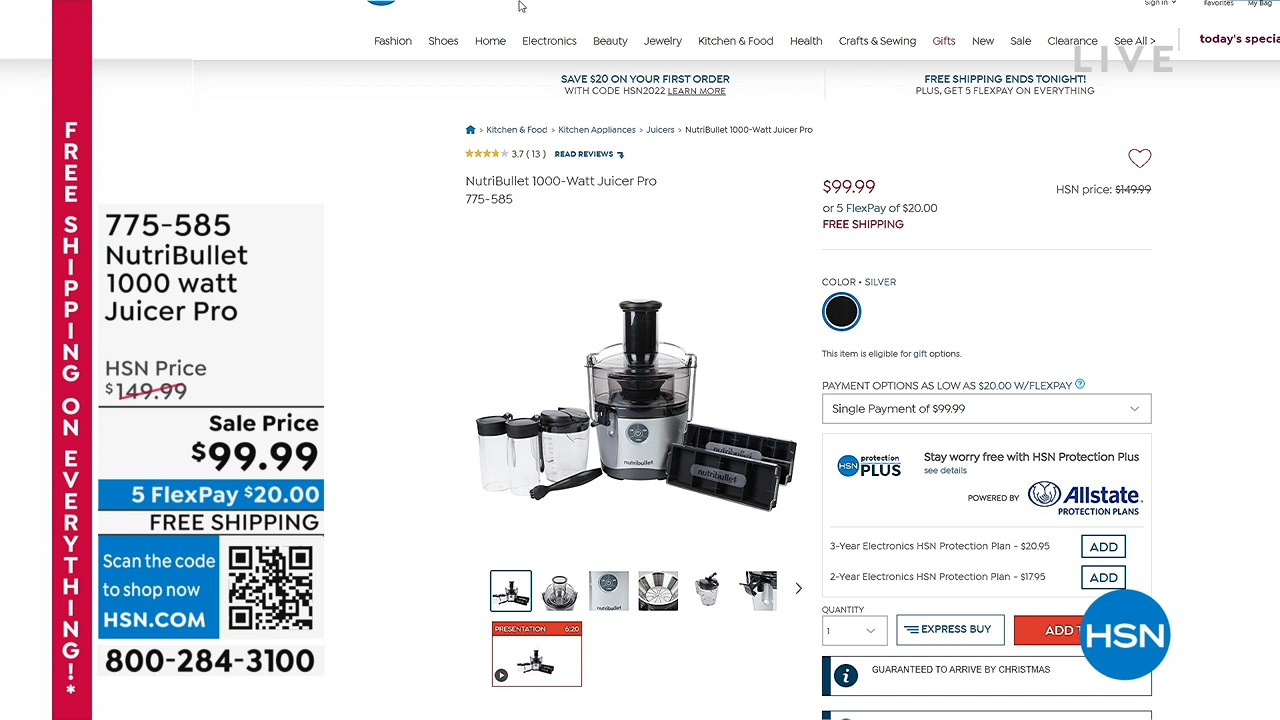 FREE SHIPPING ON EVERYTHING!*
775-585
NutriBullet
1000 watt
Juicer Pro
HSN Price
$149.99
Sale Price
$99.99
5 FlexPay $20.00
FREE SHIPPING
Scan the code
to shop now
HSN.COM
800-284-3100
Sign In
Favorites
My Bag
Fashion Shoes Home Electronics Beauty Jewelry Kitchen & Food Health Crafts & Sewing Gifts New Sale Clearance See All >
today's specia
LIVE
SAVE $20 ON YOUR FIRST ORDER
WITH CODE HSN2022 LEARN MORE
FREE SHIPPING ENDS TONIGHT!
PLUS, GET 5 FLEXPAY ON EVERYTHING
> Kitchen & Food > Kitchen Appliances > Juicers > NutriBullet 1000-Watt Juicer Pro
3.7 ( 13 ) READ REVIEWS
NutriBullet 1000-Watt Juicer Pro
775-585
nutribullet
nutribullet
nutribullet
nutribullet
PRESENTATION 6:20
$99.99
HSN price: $149.99
or 5 FlexPay of $20.00
FREE SHIPPING
COLOR • SILVER
This item is eligible for gift options.
PAYMENT OPTIONS AS LOW AS $20.00 W/FLEXPAY ?
Single Payment of $99.99
HSN protection PLUS
Stay worry free with HSN Protection Plus
see details
POWERED BY Allstate.
PROTECTION PLANS
3-Year Electronics HSN Protection Plan - $20.95 ADD
2-Year Electronics HSN Protection Plan - $17.95 ADD
QUANTITY
1
EXPRESS BUY
ADD T
HSN
i GUARANTEED TO ARRIVE BY CHRISTMAS